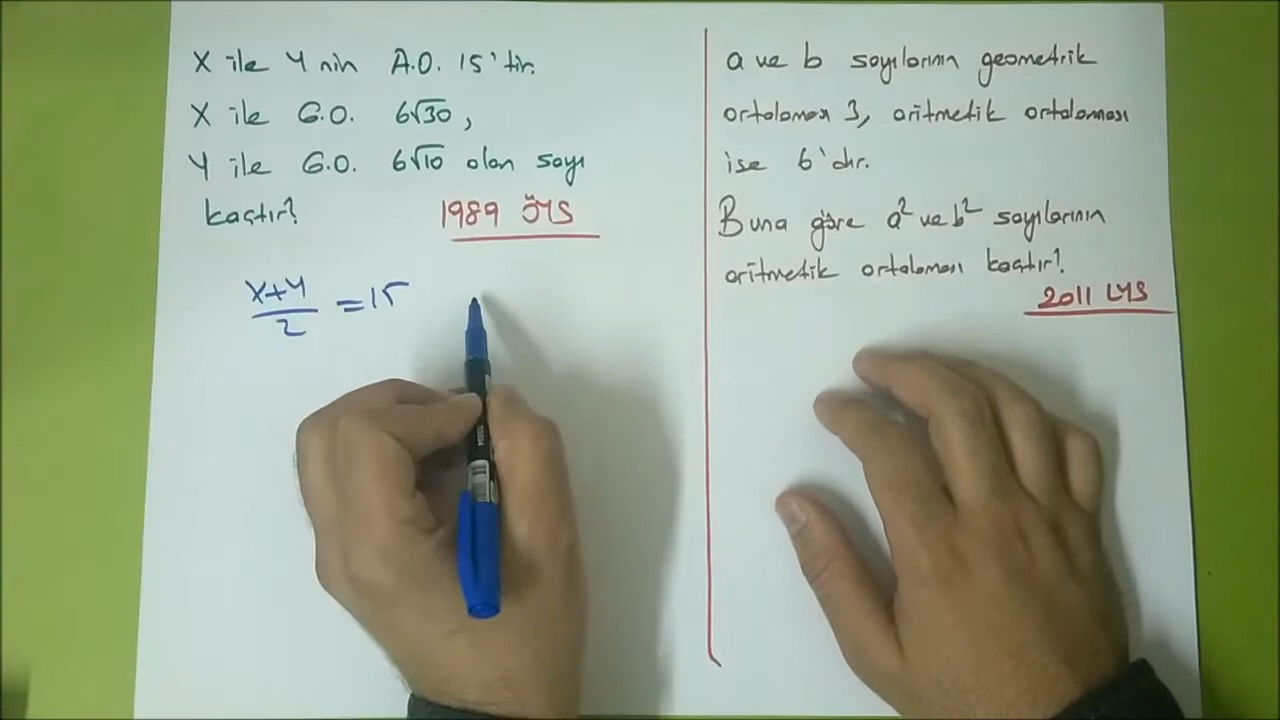 X ile Y nin A.O. 15'tir.
X ile G.O. 6√30,
Y ile G.O. 6√10 olan sayı
kaçtır?
1989 ÖYS
X+Y
2
=15
a ve b sayılarının geometrik
ortalaması 3, aritmetik ortalaması
ise 6'dır.
Buna göre a² ve b² sayılarının
aritmetik ortalaması kaçtır?
2011 LYS